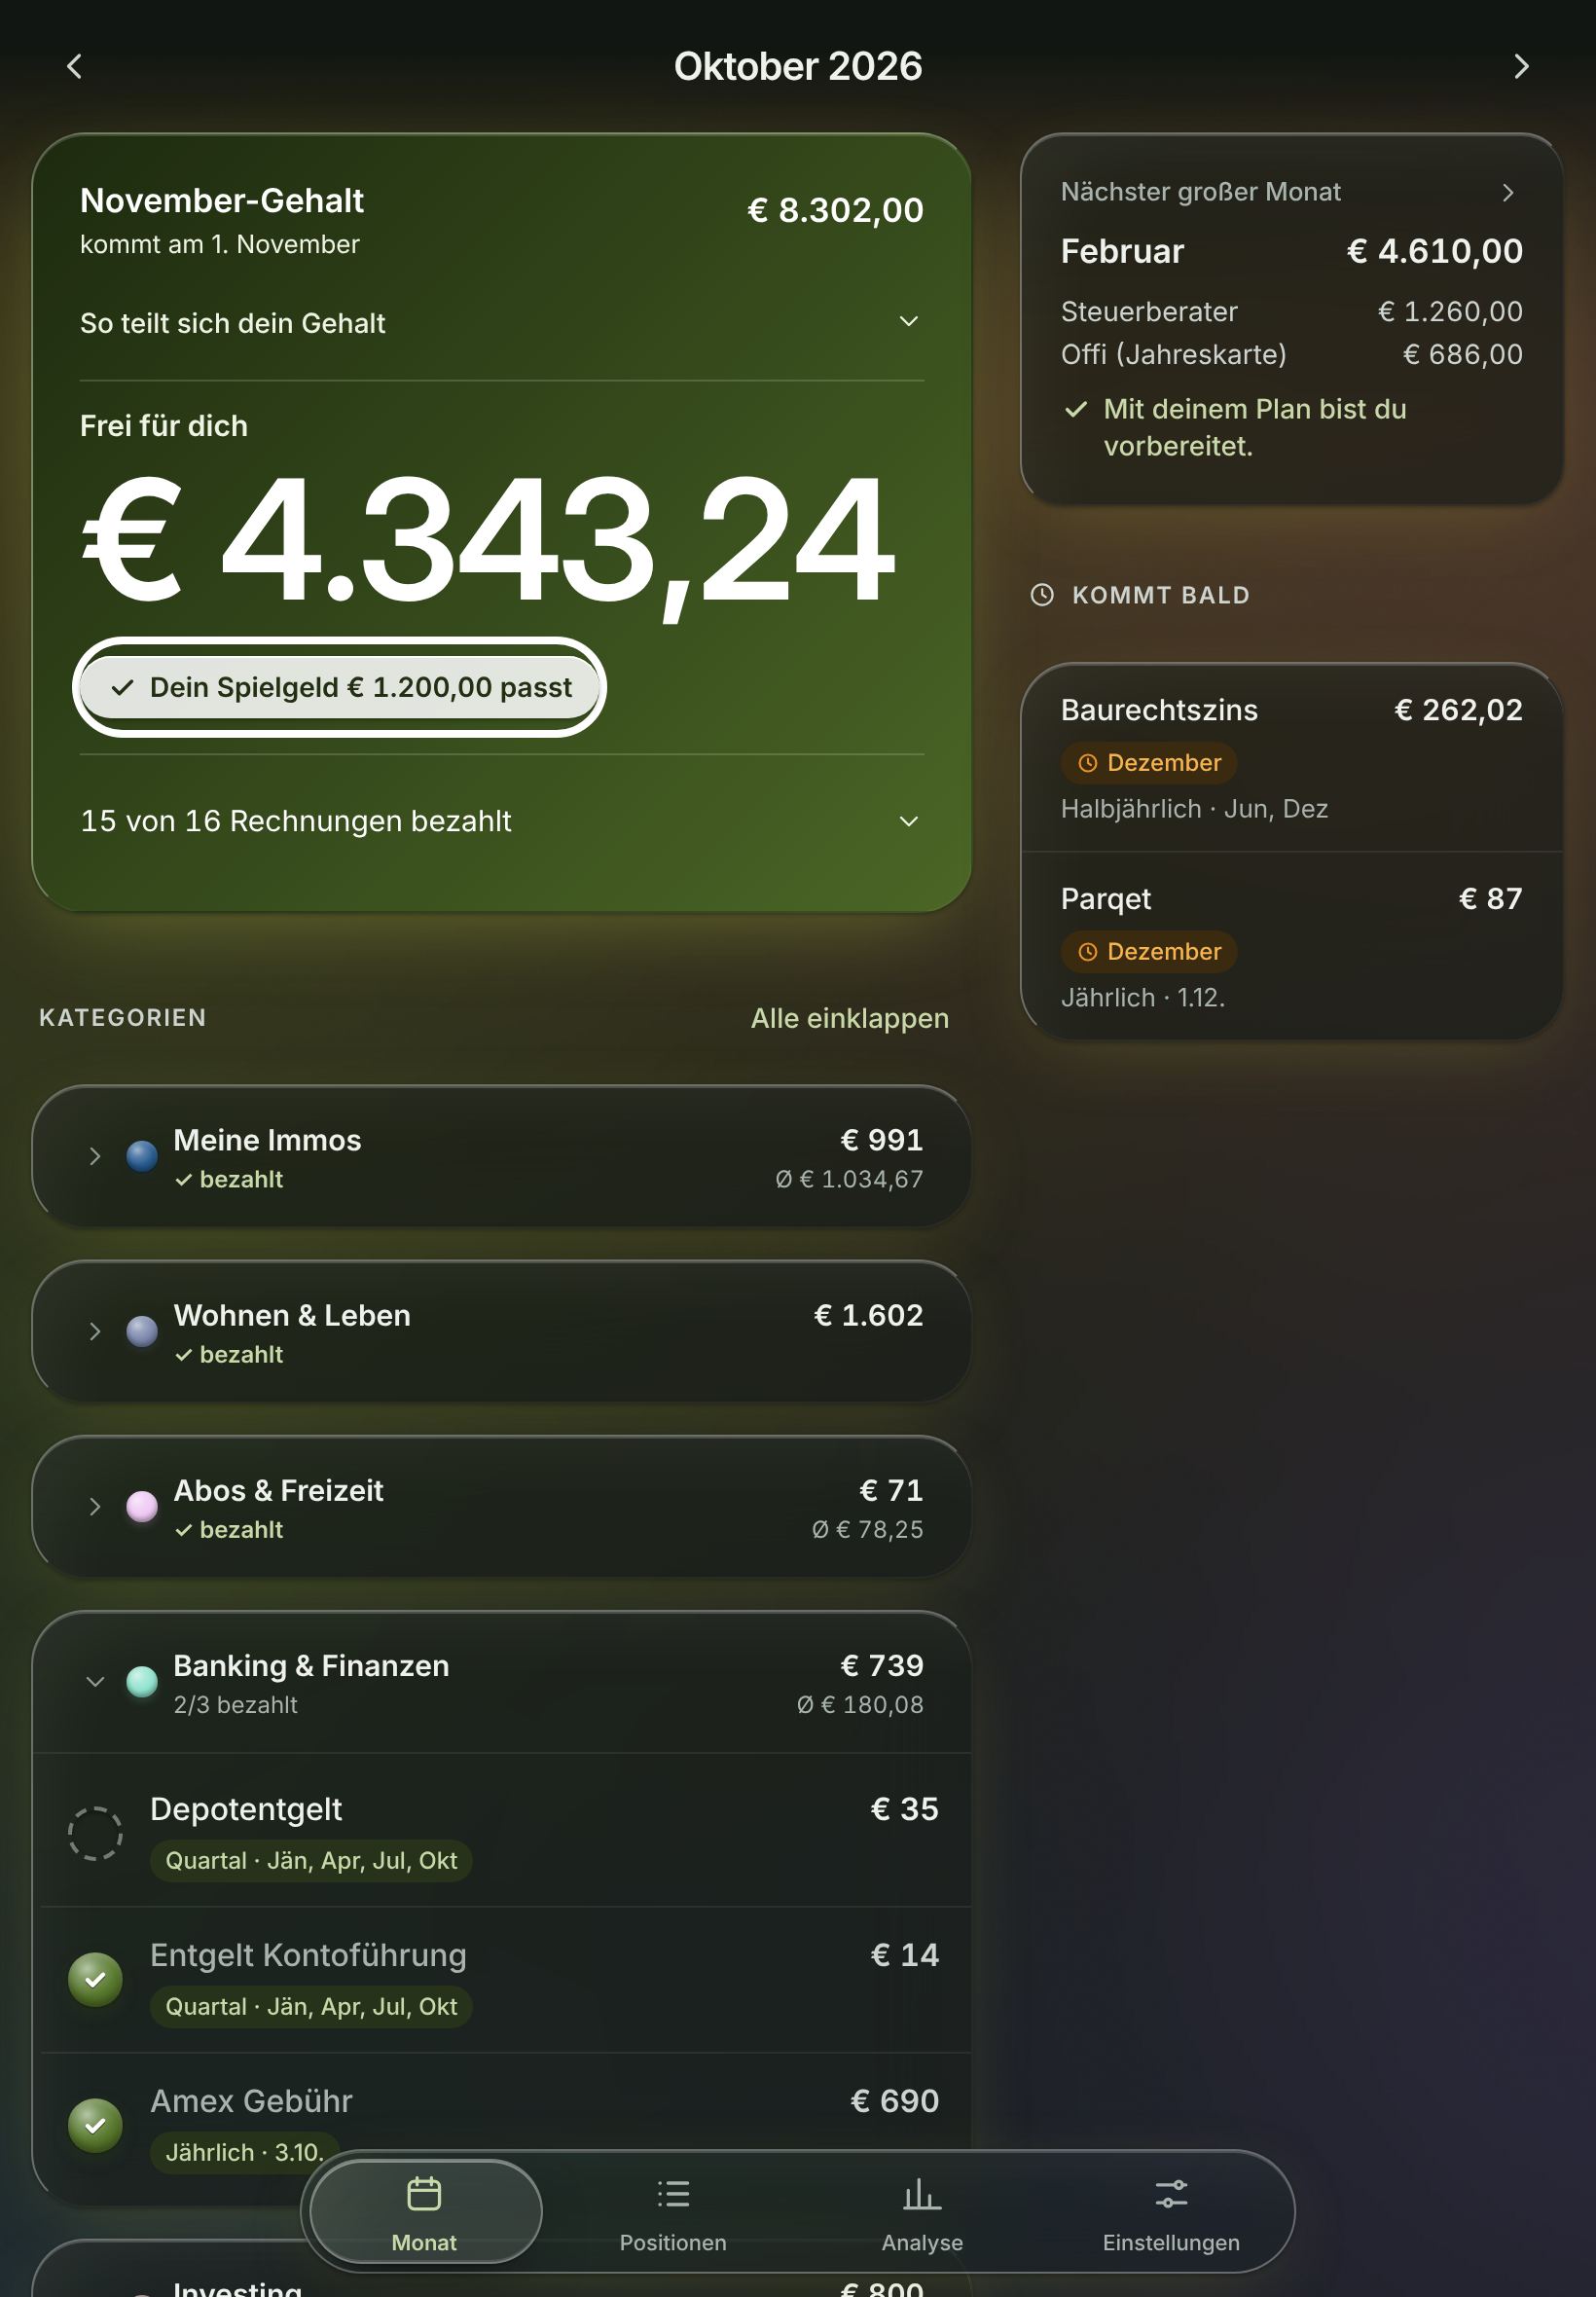 Oktober 2026
November-Gehalt
€ 8.302,00
kommt am 1. November
So teilt sich dein Gehalt
Frei für dich
€ 4.343,24
Dein Spielgeld € 1.200,00 passt
15 von 16 Rechnungen bezahlt
Nächster großer Monat
Februar
€ 4.610,00
Steuerberater
€ 1.260,00
Offi (Jahreskarte)
€ 686,00
Mit deinem Plan bist du
vorbereitet.
KOMMT BALD
Baurechtszins
€ 262,02
Dezember
Halbjährlich · Jun, Dez
Parqet
€ 87
Dezember
Jährlich · 1.12.
KATEGORIEN
Alle einklappen
Meine Immos
€ 991
bezahlt
Ø € 1.034,67
Wohnen & Leben
€ 1.602
bezahlt
Abos & Freizeit
€ 71
bezahlt
Ø € 78,25
Banking & Finanzen
€ 739
2/3 bezahlt
Ø € 180,08
Depotentgelt
€ 35
Quartal · Jän, Apr, Jul, Okt
Entgelt Kontoführung
€ 14
Quartal · Jän, Apr, Jul, Okt
Amex Gebühr
€ 690
Jährlich · 3.10.
Monat
Positionen
Analyse
Einstellungen
Investing
€ 800